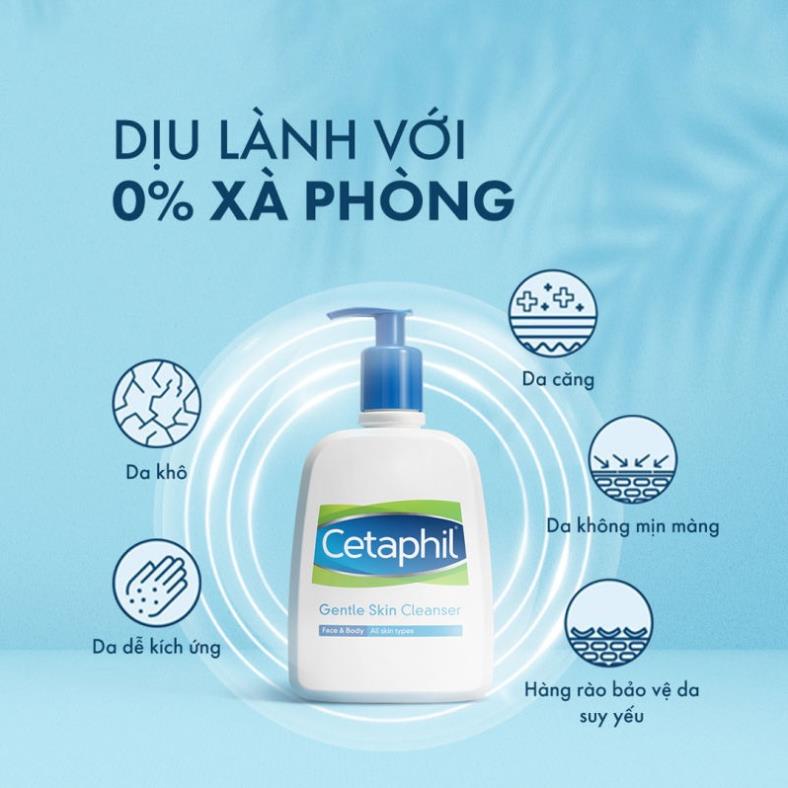 DỊU LÀNH VỚI
0% XÀ PHÒNG
Da căng
Da khô
Da không mịn màng
Cetaphil®
Gentle Skin Cleanser
Face & Body All skin types
Da dễ kích ứng
Hàng rào bảo vệ da
suy yếu